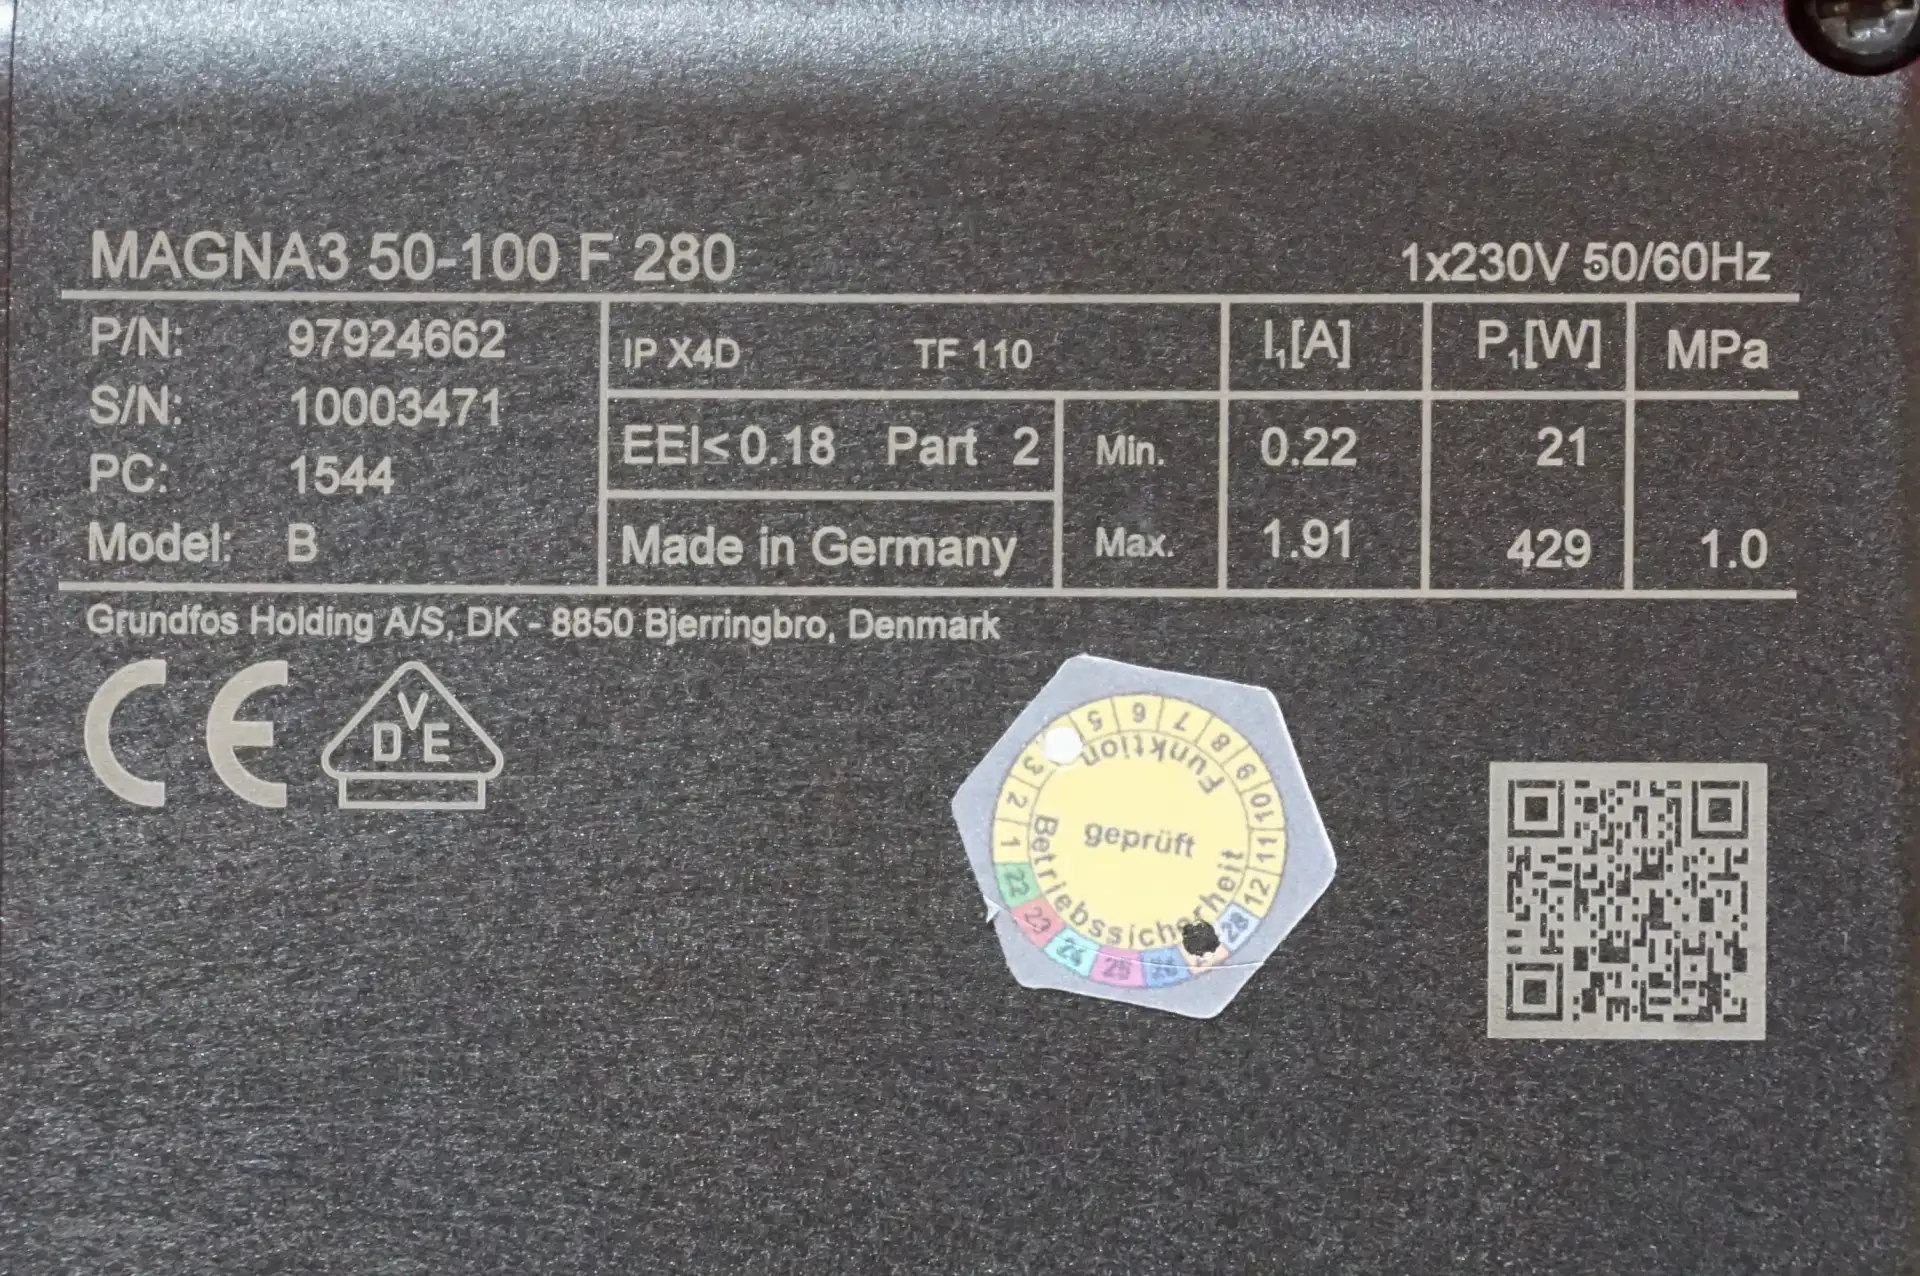 MAGNA3 50-100 F 280 1x230V 50/60Hz
P/N: 97924662 IP X4D TF 110 I₁[A] P₁[W] MPa
S/N: 10003471
EEI≤0.18 Part 2 Min. 0.22 21
PC: 1544
Model: B Made in Germany Max. 1.91 429 1.0
Grundfos Holding A/S, DK - 8850 Bjerringbro, Denmark
CE
DVE
1 2 3 5 6 7 8 9 10 11 12
Funktion
geprüft
Betriebssicherheit
22 23 24 25 26 28